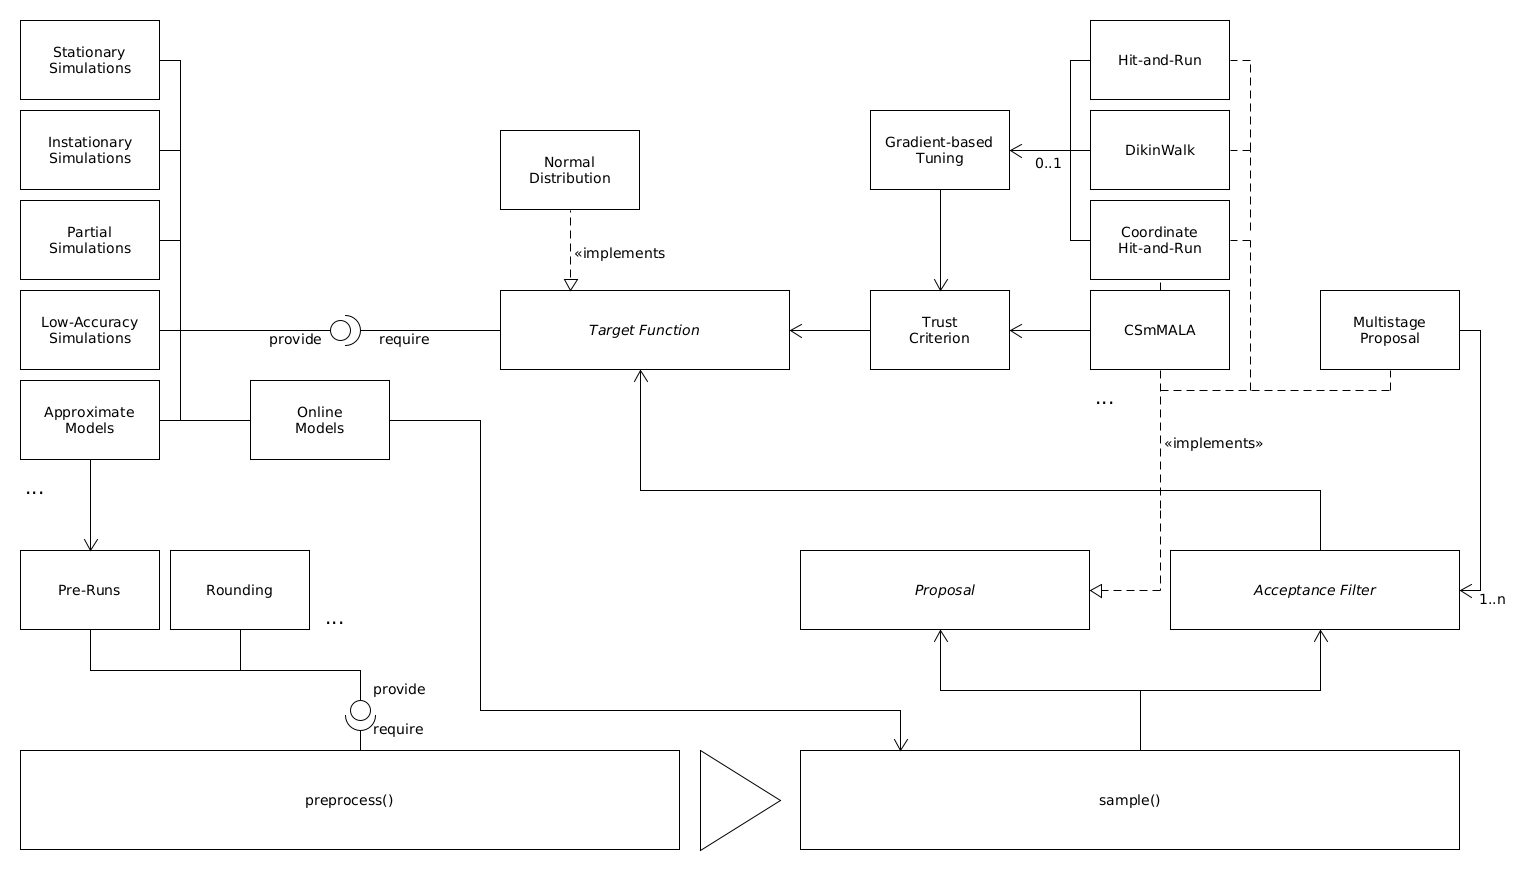 Stationary
Simulations
Hit-and-Run
Instationary
Simulations
Normal
Distribution
Gradient-based
Tuning
0..1
DikinWalk
Partial
Simulations
«implements
Coordinate
Hit-and-Run
Low-Accuracy
Simulations
provide
require
Target Function
Trust
Criterion
CSmMALA
Multistage
Proposal
...
Approximate
Models
Online
Models
«implements»
...
Pre-Runs
Rounding
...
Proposal
Acceptance Filter
1..n
provide
require
preprocess()
sample()